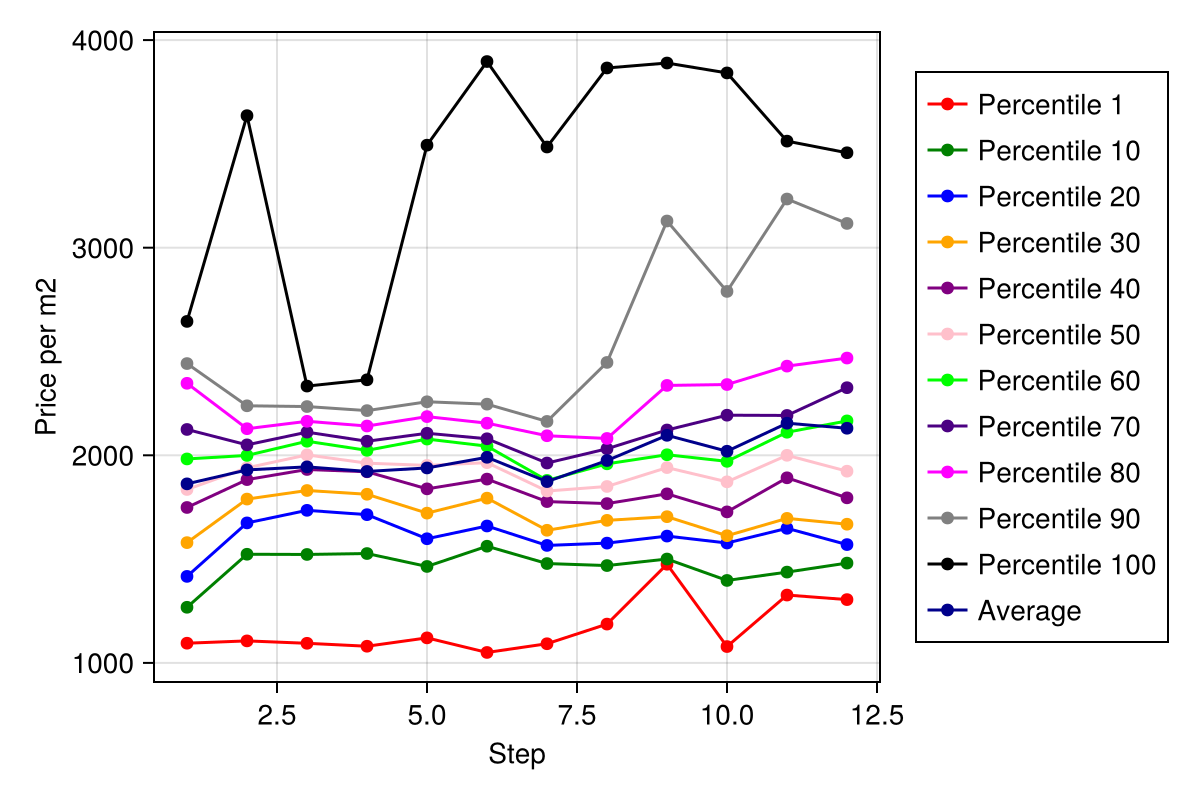 4000
3000
2000
1000
Price per m2
2.5 5.0 7.5 10.0 12.5
Step
Percentile 1
Percentile 10
Percentile 20
Percentile 30
Percentile 40
Percentile 50
Percentile 60
Percentile 70
Percentile 80
Percentile 90
Percentile 100
Average